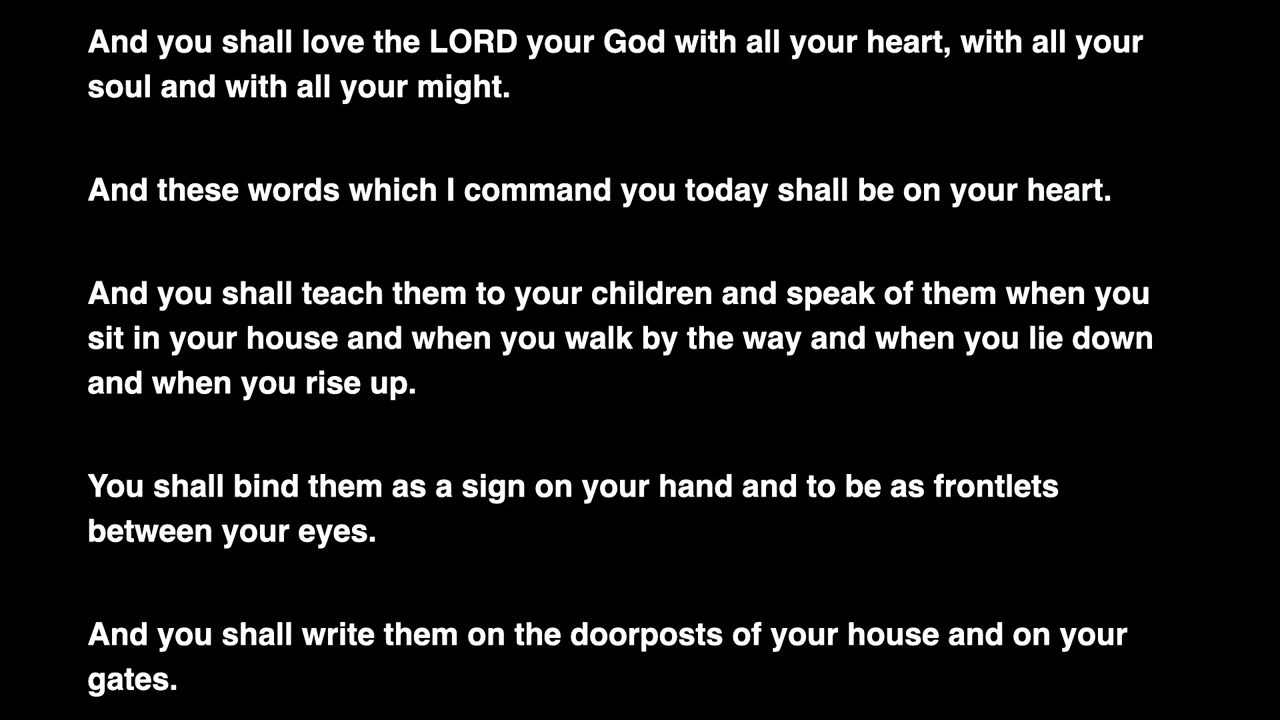 And you shall love the LORD your God with all your heart, with all your
soul and with all your might.
And these words which I command you today shall be on your heart.
And you shall teach them to your children and speak of them when you
sit in your house and when you walk by the way and when you lie down
and when you rise up.
You shall bind them as a sign on your hand and to be as frontlets
between your eyes.
And you shall write them on the doorposts of your house and on your
gates.